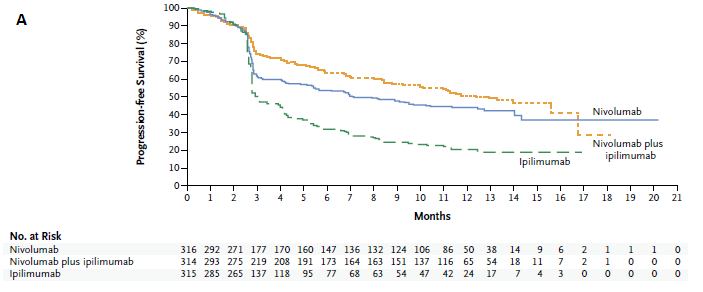 A
Progression-free Survival (%)
100
90
80
70
60
50
40
30
20
10
0
Nivolumab
Nivolumab plus
ipilimumab
Ipilimumab
0 1 2 3 4 5 6 7 8 9 10 11 12 13 14 15 16 17 18 19 20 21
Months
No. at Risk
Nivolumab 316 292 271 177 170 160 147 136 132 124 106 86 50 38 14 9 6 2 1 1 1 0
Nivolumab plus ipilimumab 314 293 275 219 208 191 173 164 163 151 137 116 65 54 18 11 7 2 1 0 0 0
Ipilimumab 315 285 265 137 118 95 77 68 63 54 47 42 24 17 7 4 3 0 0 0 0 0